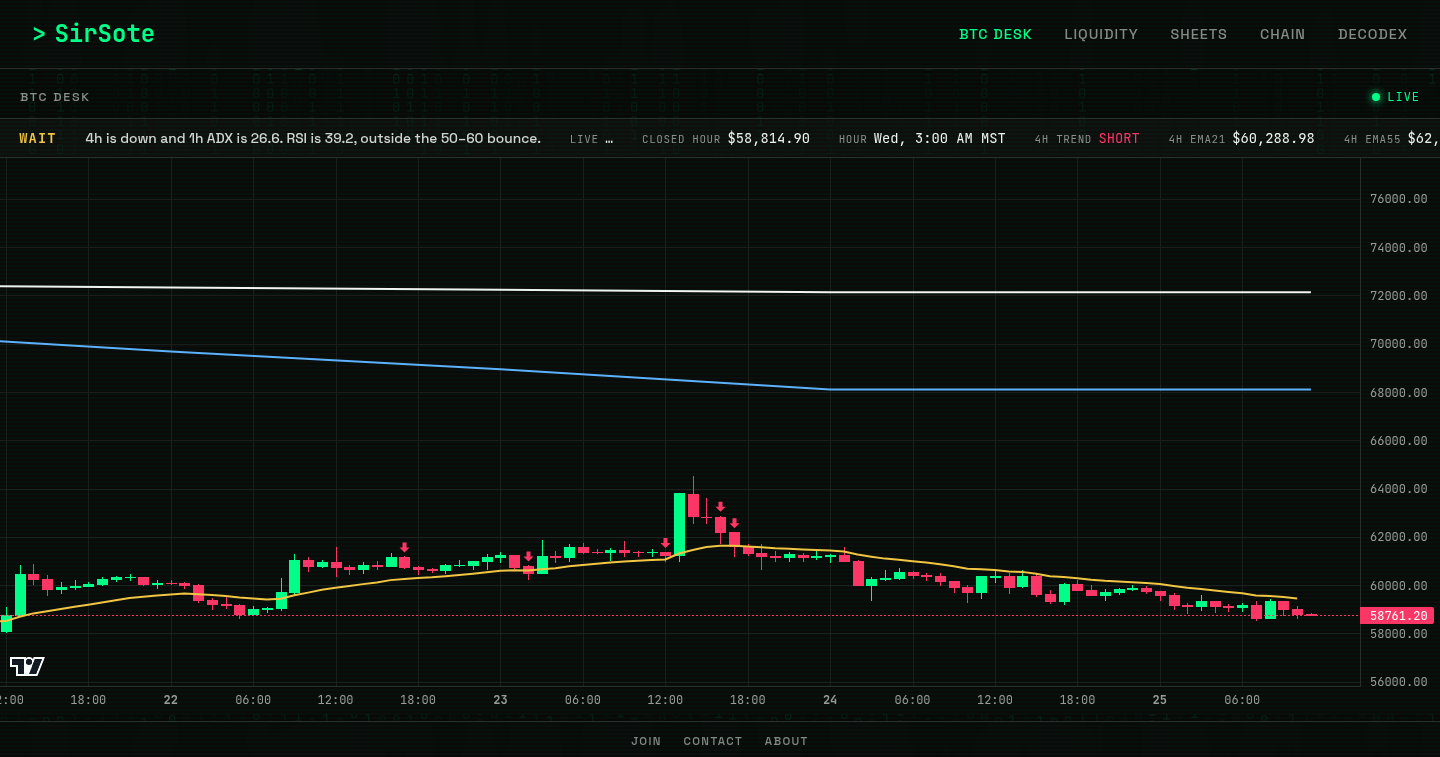 > SirSote
BTC DESK LIQUIDITY SHEETS CHAIN DECODEX
BTC DESK
LIVE
WAIT 4h is down and 1h ADX is 26.6. RSI is 39.2, outside the 50–60 bounce. LIVE … CLOSED HOUR $58,814.90 HOUR Wed, 3:00 AM MST 4H TREND SHORT 4H EMA21 $60,288.98 4H EMA55 $62,
76000.00
74000.00
72000.00
70000.00
68000.00
66000.00
64000.00
62000.00
60000.00
58761.20
58000.00
56000.00
2:00 18:00 22 06:00 12:00 18:00 23 06:00 12:00 18:00 24 06:00 12:00 18:00 25 06:00
JOIN CONTACT ABOUT